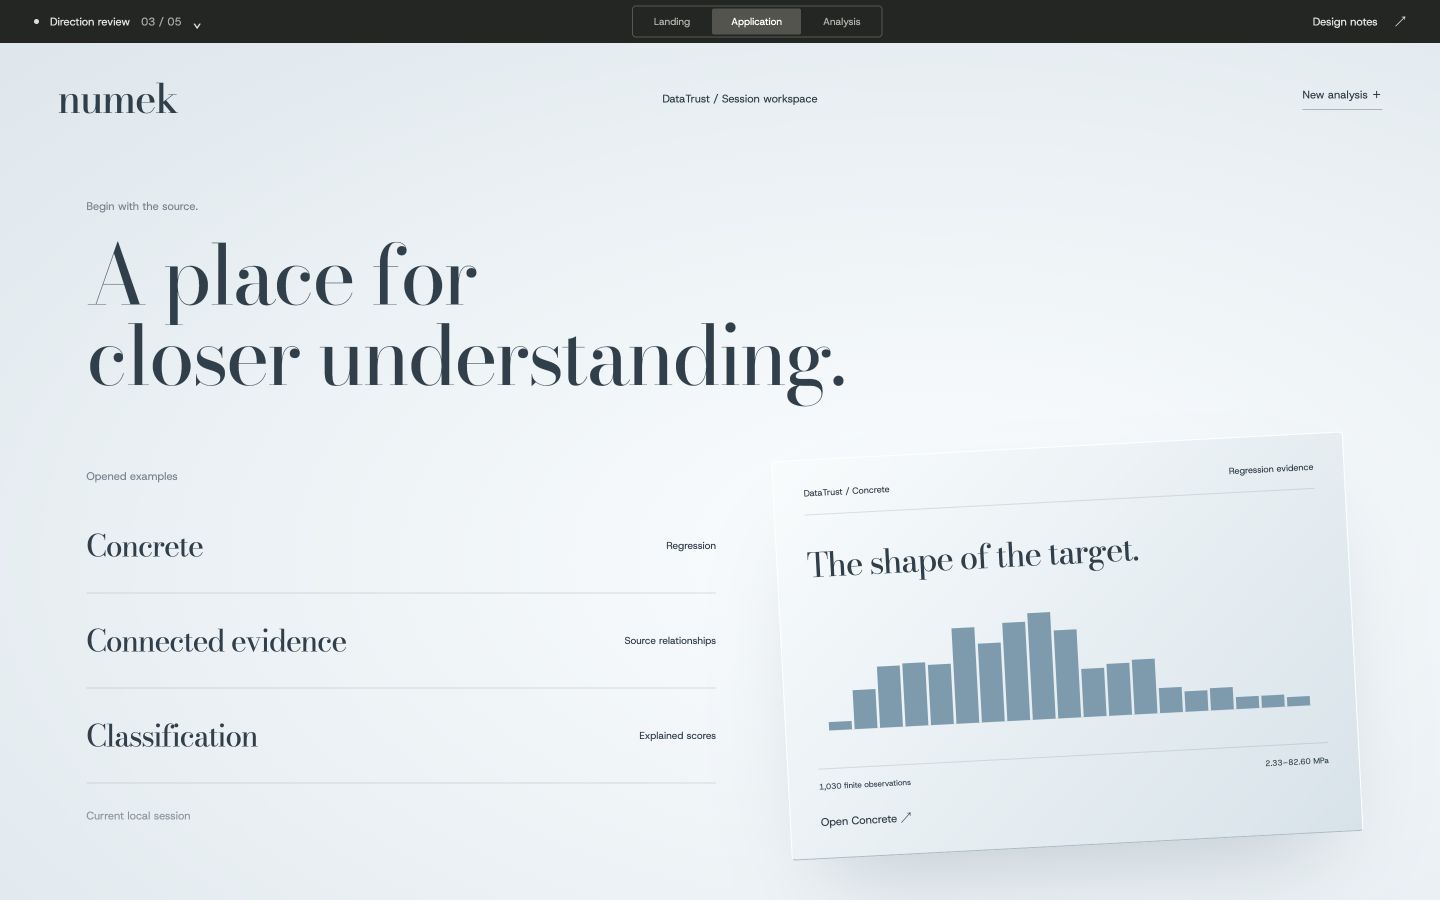 Direction review 03 / 05
Landing
Application
Analysis
Design notes
numek
DataTrust / Session workspace
New analysis +
Begin with the source.
A place for
closer understanding.
Opened examples
Concrete
Regression
Connected evidence
Source relationships
Classification
Explained scores
Current local session
DataTrust / Concrete
Regression evidence
The shape of the target.
1,030 finite observations
2.33–82.60 MPa
Open Concrete ↗